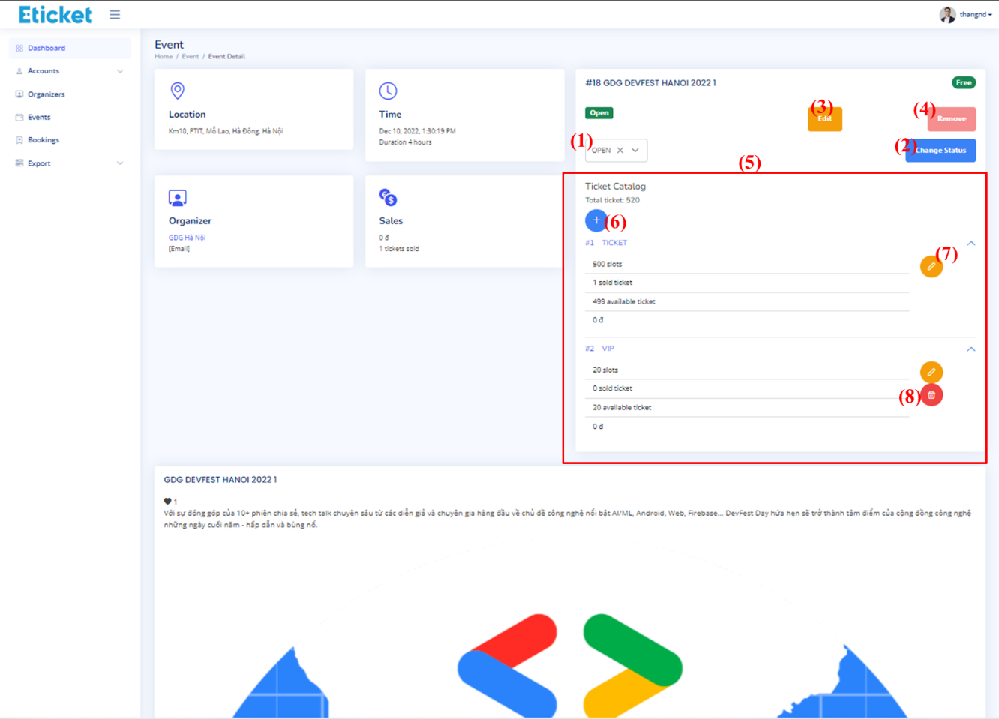 Eticket
thangnd
Dashboard
Accounts
Organizers
Events
Bookings
Export
Event
Home / Event / Event Detail
Location
Km10, PTIT, Mỗ Lao, Hà Đông, Hà Nội
Time
Dec 10, 2022, 1:30:19 PM
Duration 4 hours
Organizer
GDG Hà Nội
[Email]
Sales
0 đ
1 tickets sold
#18 GDG DEVFEST HANOI 2022 1
Free
Open
(3)
Edit
(4)
Remove
(1)
OPEN
(2)
Change Status
(5)
Ticket Catalog
Total ticket: 520
+ (6)
#1 TICKET
(7)
500 slots
1 sold ticket
499 available ticket
0 đ
#2 VIP
20 slots
0 sold ticket
(8)
20 available ticket
0 đ
GDG DEVFEST HANOI 2022 1
1
Với sự đóng góp của 10+ phiên chia sẻ, tech talk chuyên sâu từ các diễn giả và chuyên gia hàng đầu về chủ đề công nghệ nổi bật AI/ML, Android, Web, Firebase... DevFest Day hứa hẹn sẽ trở thành tâm điểm của cộng đồng công nghệ
những ngày cuối năm - hấp dẫn và bùng nổ.